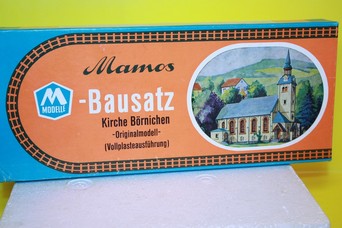 Mamos
M
MODELLE
-Bausatz
Kirche Börnichen
-Originalmodell-
(Vollplasteausführung)